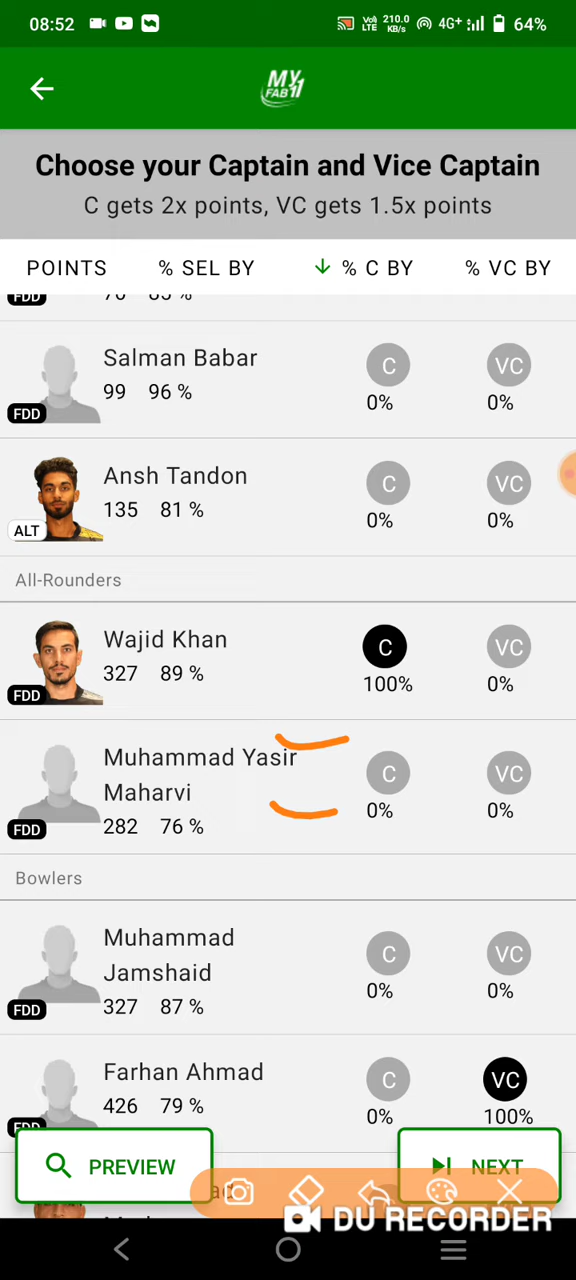 08:52 Vo) LTE 210.0 KB/s 4G+ 64%
MY FAB11
Choose your Captain and Vice Captain
C gets 2x points, VC gets 1.5x points
POINTS % SEL BY % C BY % VC BY
FDD
Salman Babar
C VC
99 96 %
0% 0%
FDD
Ansh Tandon
C VC
135 81 %
0% 0%
ALT
All-Rounders
Wajid Khan
C VC
327 89 %
100% 0%
FDD
Muhammad Yasir
Maharvi
C VC
282 76 %
0% 0%
FDD
Bowlers
Muhammad
Jamshaid
C VC
327 87 %
0% 0%
FDD
Farhan Ahmad
C VC
426 79 %
0% 100%
FDD
PREVIEW NEXT
DU RECORDER